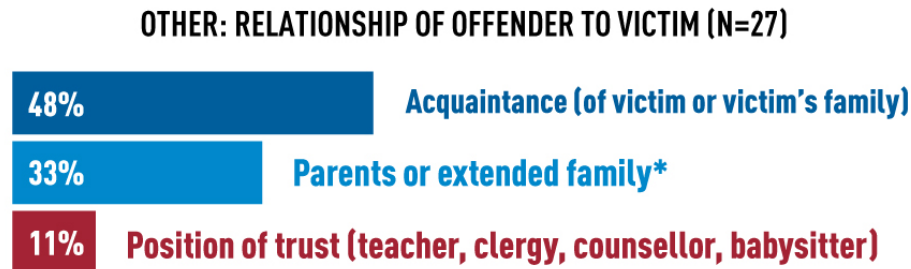 OTHER: RELATIONSHIP OF OFFENDER TO VICTIM (N=27)
48% Acquaintance (of victim or victim's family)
33% Parents or extended family*
11% Position of trust (teacher, clergy, counsellor, babysitter)